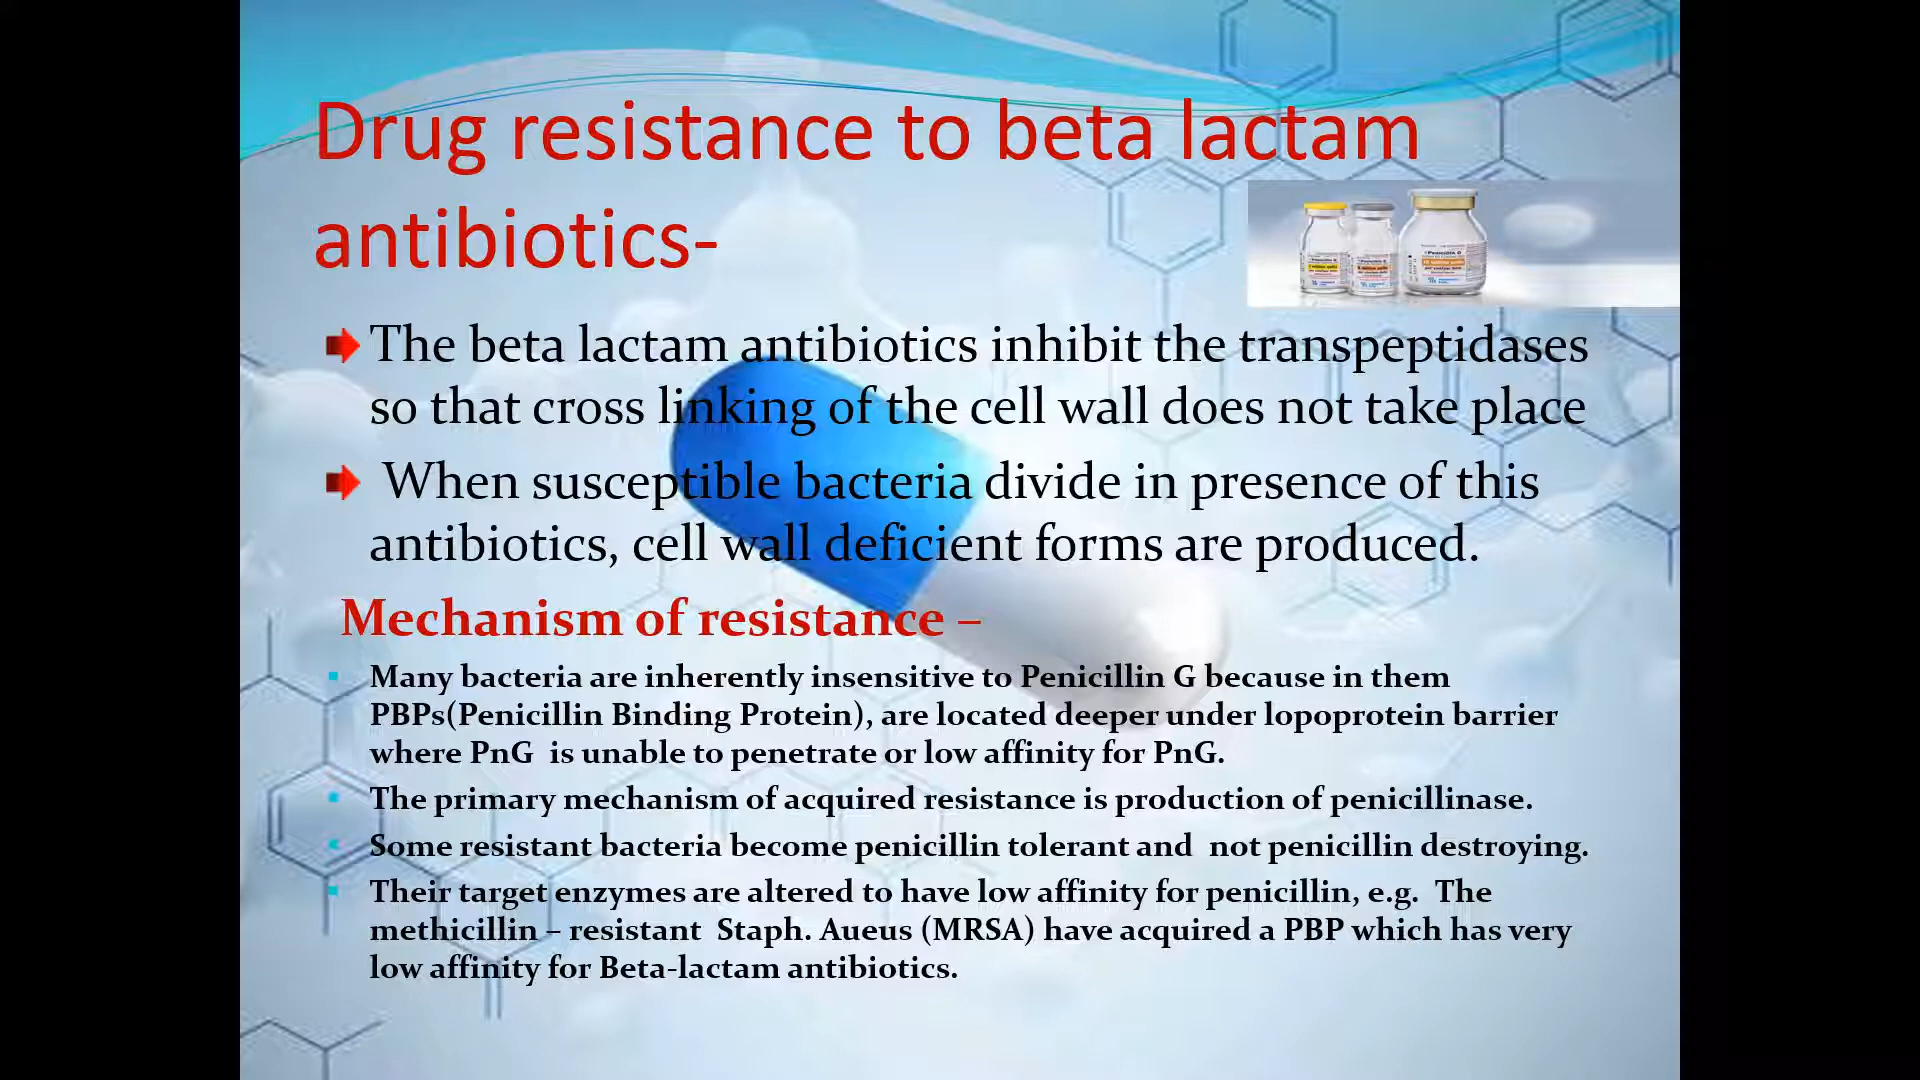 Drug resistance to beta lactam
antibiotics-
The beta lactam antibiotics inhibit the transpeptidases
so that cross linking of the cell wall does not take place
When susceptible bacteria divide in presence of this
antibiotics, cell wall deficient forms are produced.
Mechanism of resistance –
Many bacteria are inherently insensitive to Penicillin G because in them
PBPs(Penicillin Binding Protein), are located deeper under lopoprotein barrier
where PnG is unable to penetrate or low affinity for PnG.
The primary mechanism of acquired resistance is production of penicillinase.
Some resistant bacteria become penicillin tolerant and not penicillin destroying.
Their target enzymes are altered to have low affinity for penicillin, e.g. The
methicillin – resistant Staph. Aueus (MRSA) have acquired a PBP which has very
low affinity for Beta-lactam antibiotics.